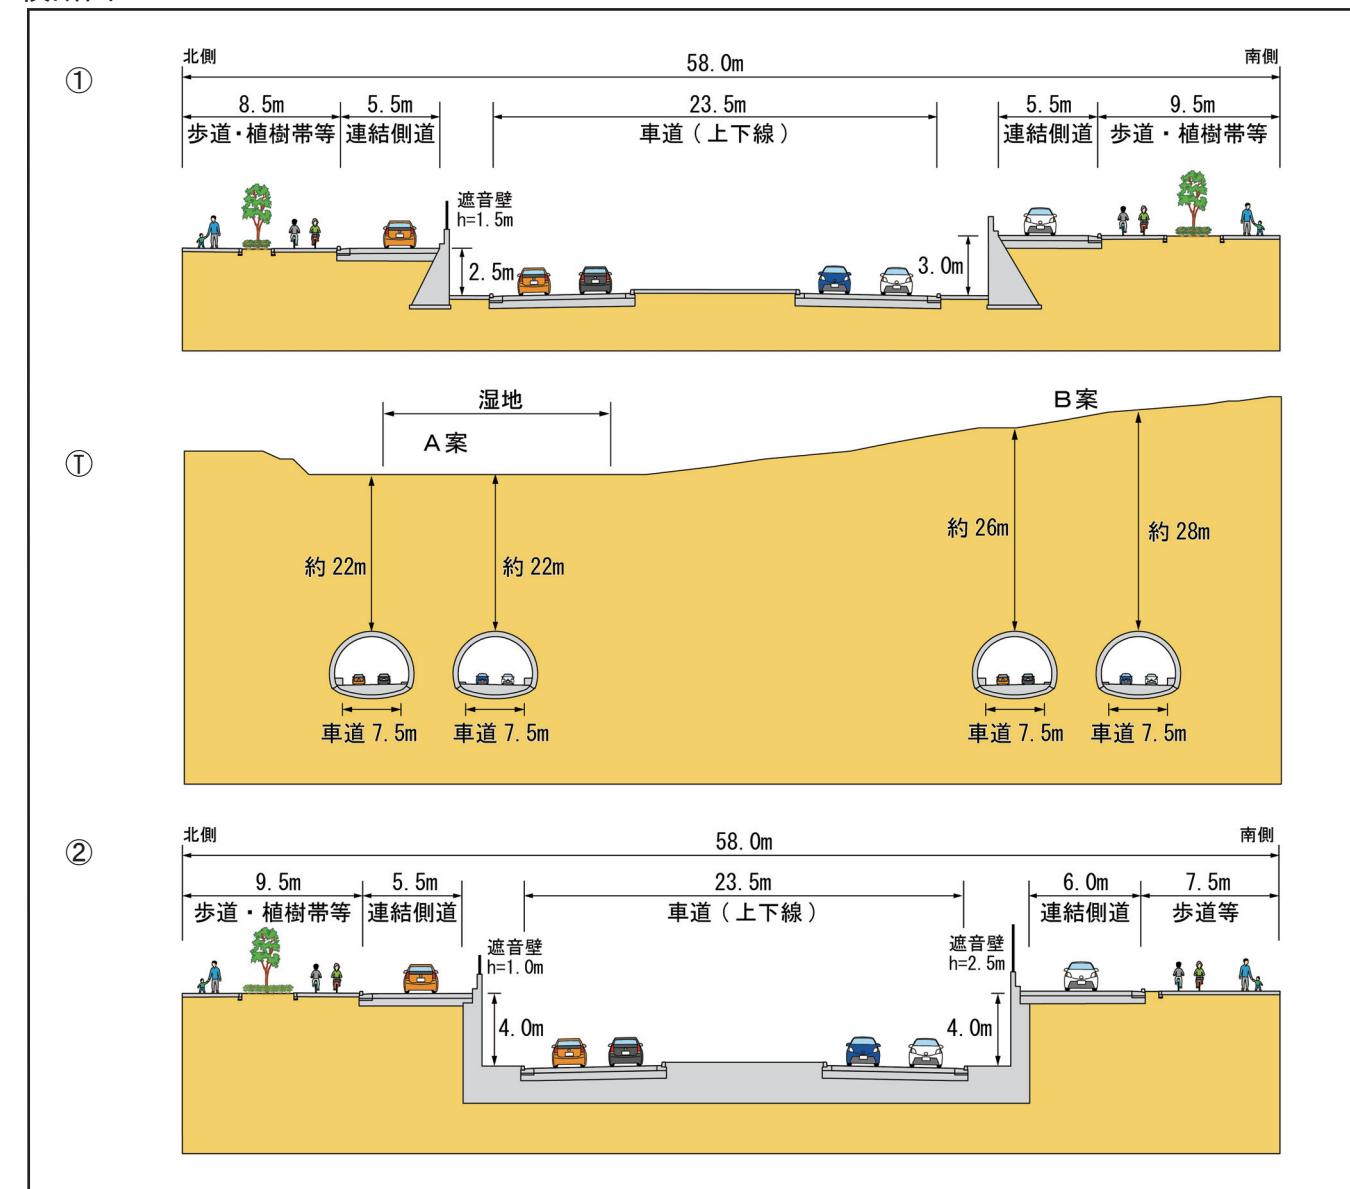 ①
北側
南側
58.0m
8.5m
5.5m
23.5m
5.5m
9.5m
歩道・植樹帯等
連結側道
車道(上下線)
連結側道
歩道・植樹帯等
遮音壁
h=1.5m
2.5m
3.0m
Ⓣ
湿地
A案
B案
約22m
約22m
約26m
約28m
車道7.5m
車道7.5m
車道7.5m
車道7.5m
②
北側
南側
58.0m
9.5m
5.5m
23.5m
6.0m
7.5m
歩道・植樹帯等
連結側道
車道(上下線)
連結側道
歩道等
遮音壁
h=1.0m
遮音壁
h=2.5m
4.0m
4.0m